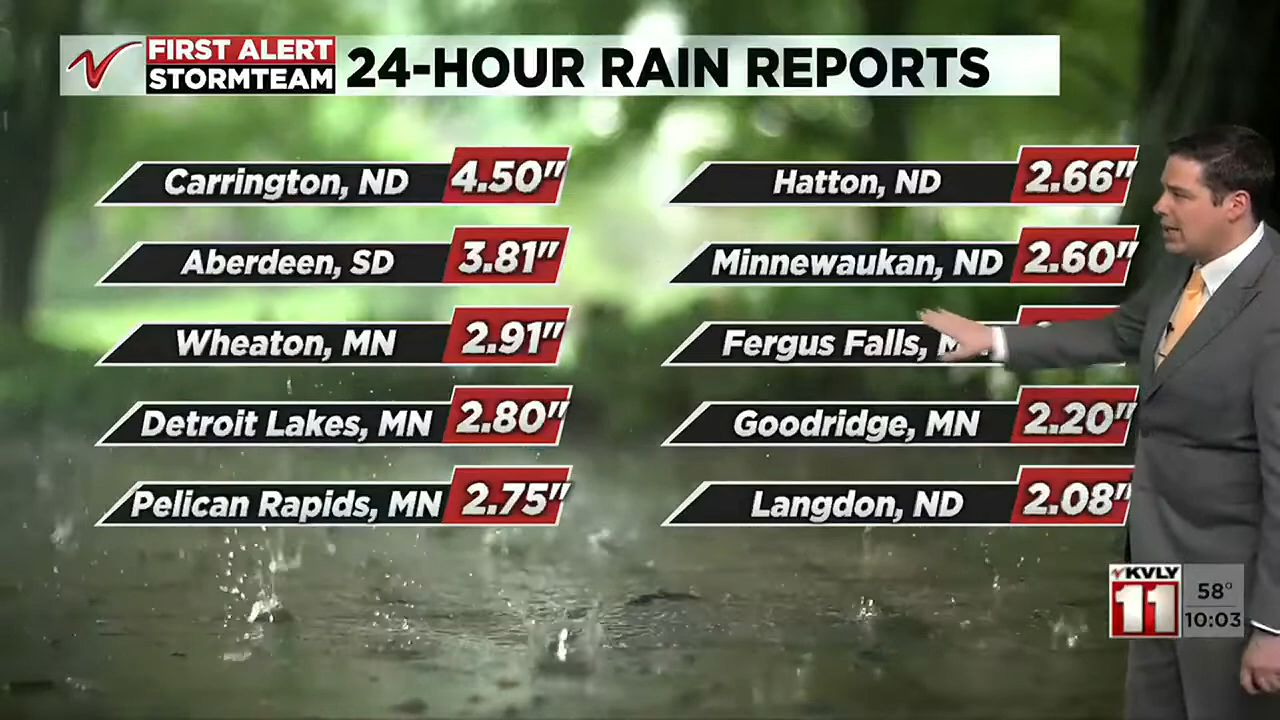 FIRST ALERT
STORMTEAM
24-HOUR RAIN REPORTS
Carrington, ND 4.50"
Aberdeen, SD 3.81"
Wheaton, MN 2.91"
Detroit Lakes, MN 2.80"
Pelican Rapids, MN 2.75"
Hatton, ND 2.66"
Minnewaukan, ND 2.60"
Fergus Falls,
Goodridge, MN 2.20"
Langdon, ND 2.08"
KVLY
11
58°
10:03